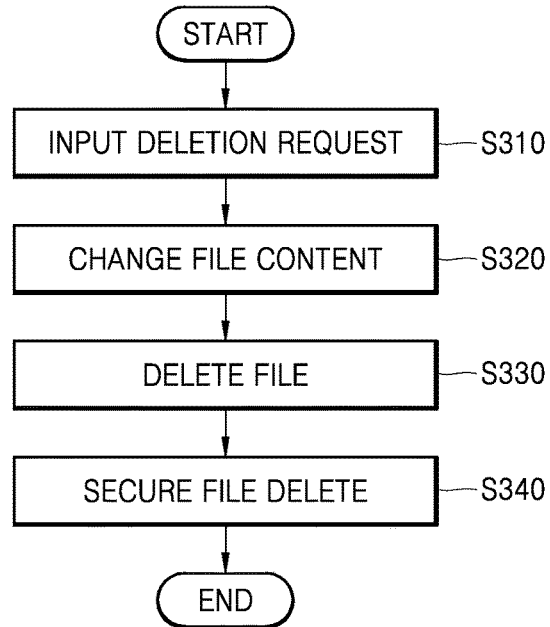 START
INPUT DELETION REQUEST S310
CHANGE FILE CONTENT S320
DELETE FILE S330
SECURE FILE DELETE S340
END